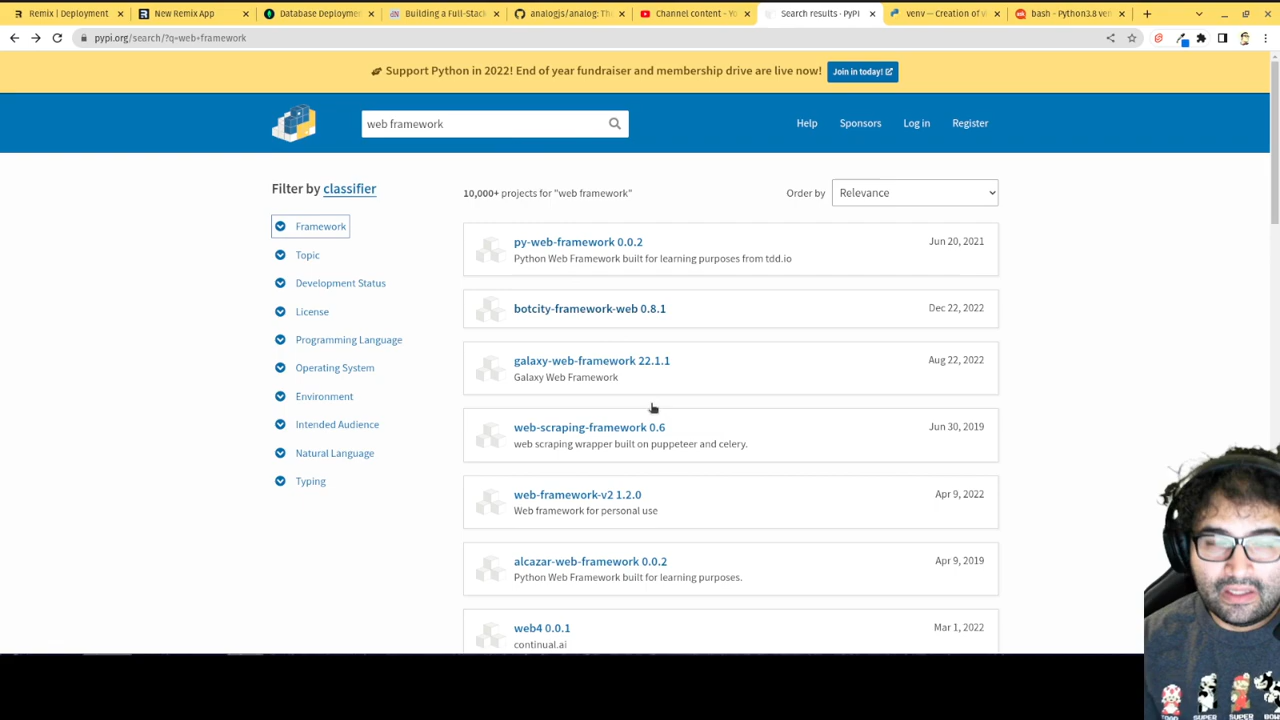 Remix | Deployment
New Remix App
Database Deployment
Building a Full-Stack
analogjs/analog: Th
Channel content - Yo
Search results · PyPI
venv — Creation of v
bash - Python3.8 ven
pypi.org/search/?q=web+framework
Support Python in 2022! End of year fundraiser and membership drive are live now! Join in today!
web framework
Help
Sponsors
Log in
Register
Filter by classifier
Framework
Topic
Development Status
License
Programming Language
Operating System
Environment
Intended Audience
Natural Language
Typing
10,000+ projects for "web framework"
Order by
Relevance
py-web-framework 0.0.2
Jun 20, 2021
Python Web Framework built for learning purposes from tdd.io
botcity-framework-web 0.8.1
Dec 22, 2022
galaxy-web-framework 22.1.1
Aug 22, 2022
Galaxy Web Framework
web-scraping-framework 0.6
Jun 30, 2019
web scraping wrapper built on puppeteer and celery.
web-framework-v2 1.2.0
Apr 9, 2022
Web framework for personal use
alcazar-web-framework 0.0.2
Apr 9, 2019
Python Web Framework built for learning purposes.
web4 0.0.1
Mar 1, 2022
continual.ai
SUPER
SUPER